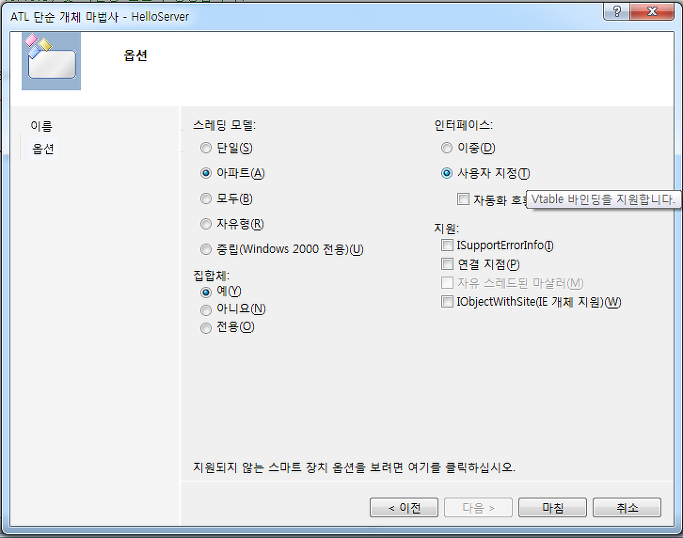 ATL 단순 개체 마법사 - HelloServer
옵션
이름
옵션
스레딩 모델:
단일(S)
아파트(A)
모두(B)
자유형(R)
중립(Windows 2000 전용)(U)
집합체:
예(Y)
아니요(N)
전용(O)
인터페이스:
이중(D)
사용자 지정(T)
자동화 호환
Vtable 바인딩을 지원합니다.
지원:
ISupportErrorInfo(I)
연결 지점(P)
자유 스레드된 마샬러(M)
IObjectWithSite(IE 개체 지원)(W)
지원되지 않는 스마트 장치 옵션을 보려면 여기를 클릭하십시오.
< 이전
다음 >
마침
취소